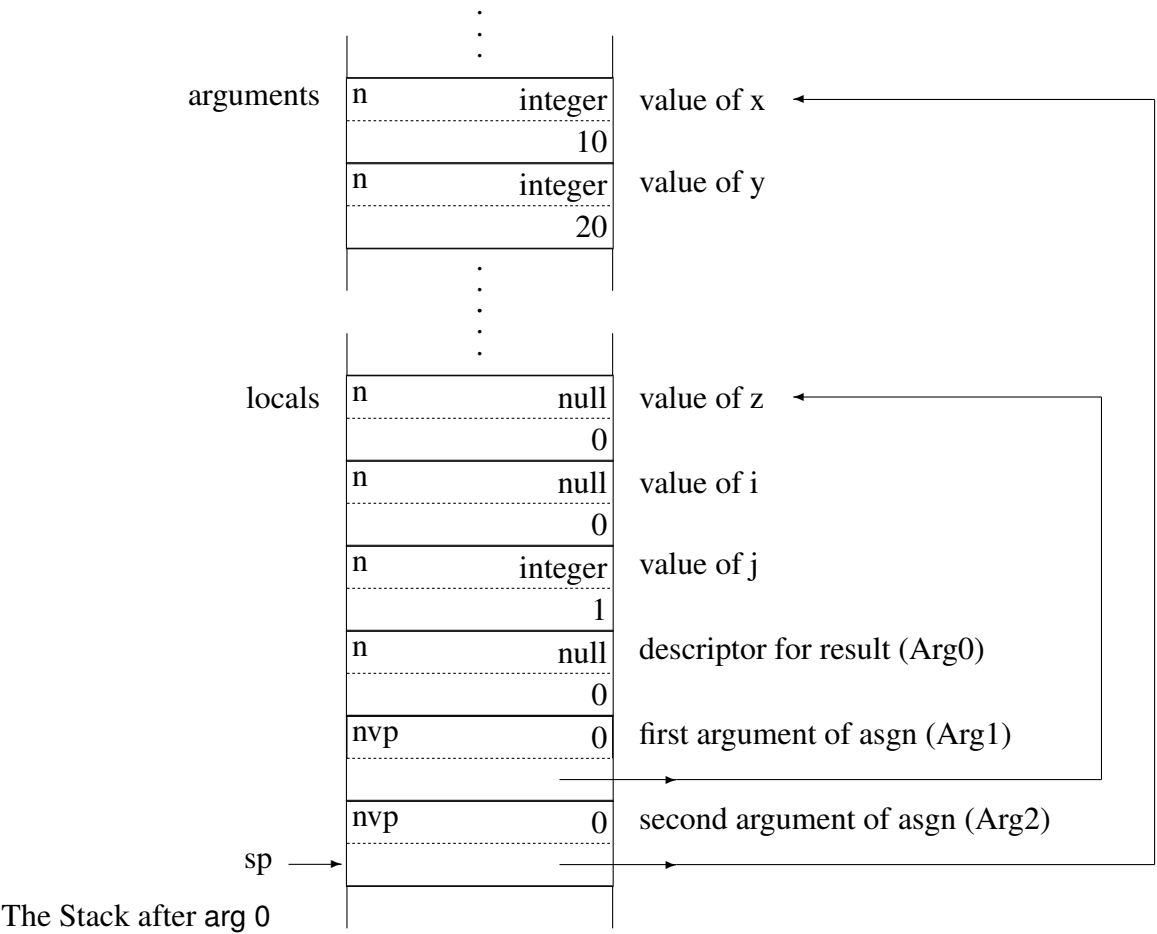 arguments n integer value of x
10
n integer value of y
20
locals n null value of z
0
n null value of i
0
n integer value of j
1
n null descriptor for result (Arg0)
0
nvp 0 first argument of asgn (Arg1)
nvp 0 second argument of asgn (Arg2)
sp
The Stack after arg 0